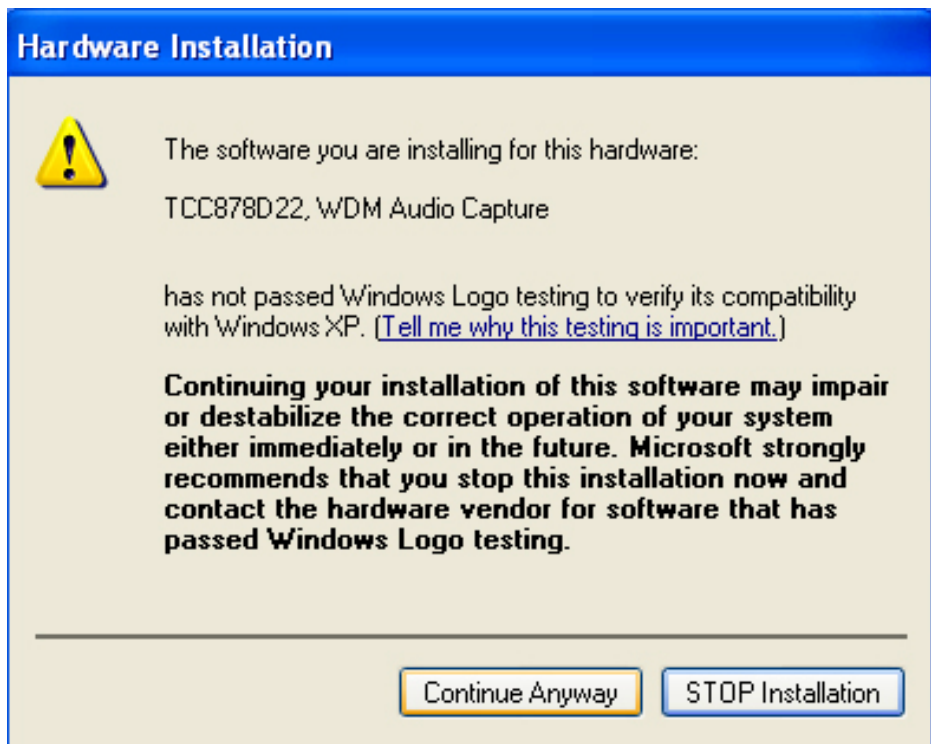 Hardware Installation
The software you are installing for this hardware:
TCC878D22, WDM Audio Capture
has not passed Windows Logo testing to verify its compatibility
with Windows XP. (Tell me why this testing is important.)
Continuing your installation of this software may impair
or destabilize the correct operation of your system
either immediately or in the future. Microsoft strongly
recommends that you stop this installation now and
contact the hardware vendor for software that has
passed Windows Logo testing.
Continue Anyway
STOP Installation